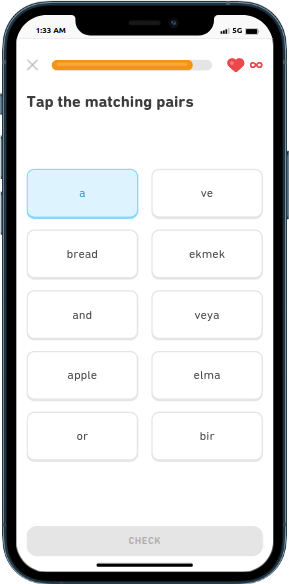 1:33 AM 5G
Tap the matching pairs
a ve
bread ekmek
and veya
apple elma
or bir
CHECK